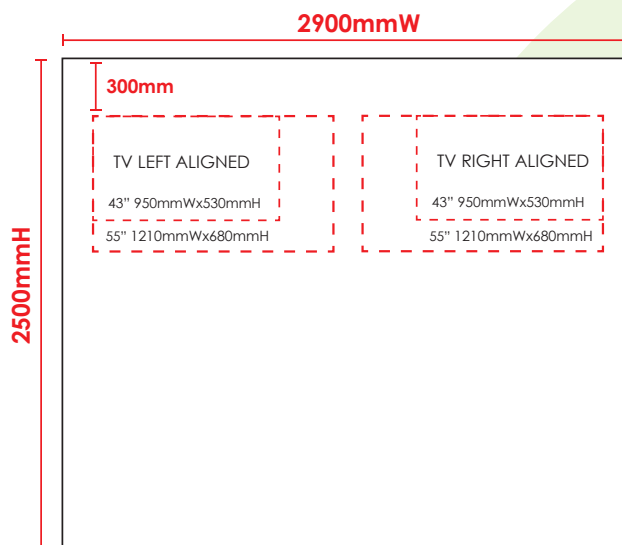 2900mmW
300mm
TV LEFT ALIGNED
TV RIGHT ALIGNED
43" 950mmWx530mmH
43" 950mmWx530mmH
55" 1210mmWx680mmH
55" 1210mmWx680mmH
2500mmH